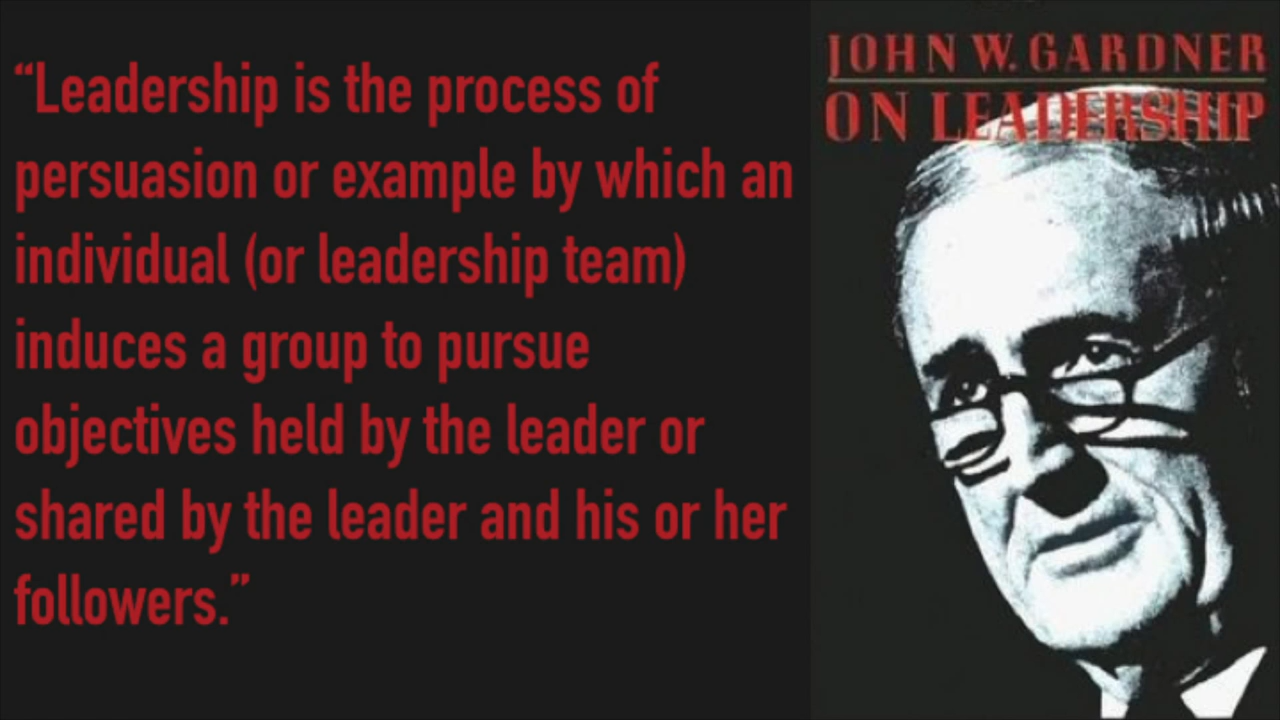 “Leadership is the process of
persuasion or example by which an
individual (or leadership team)
induces a group to pursue
objectives held by the leader or
shared by the leader and his or her
followers.”
JOHN W. GARDNER
ON LEADERSHIP